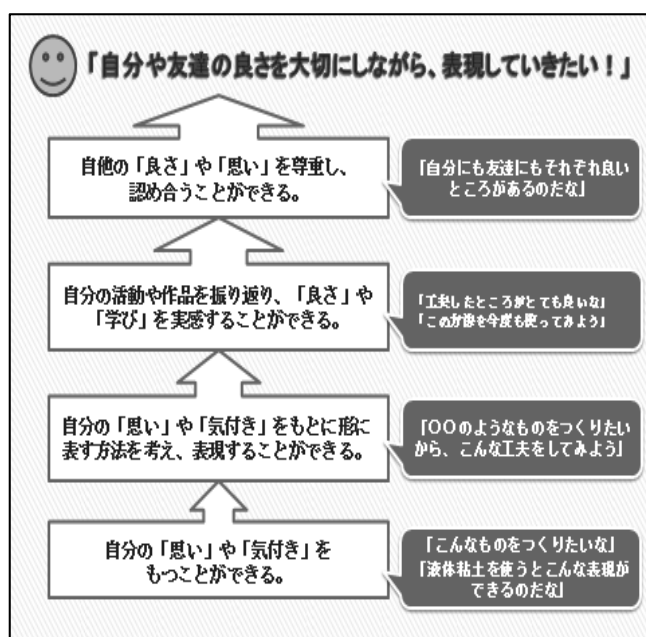 「自分や友達の良さを大切にしながら、表現していきたい！」
自他の「良さ」や「思い」を尊重し、
認め合うことができる。
「自分にも友達にもそれぞれ良い
ところがあるのだな」
自分の活動や作品を振り返り、「良さ」や
「学び」を実感することができる。
「工夫したところがとても良いな」
「この方法を今度も使ってみよう」
自分の「思い」や「気付き」をもとに形に
表す方法を考え、表現することができる。
「〇〇のようなものをつくりたい
から、こんな工夫をしてみよう」
自分の「思い」や「気付き」を
もつことができる。
「こんなものをつくりたいな」
「液体粘土を使うとこんな表現が
できるのだな」